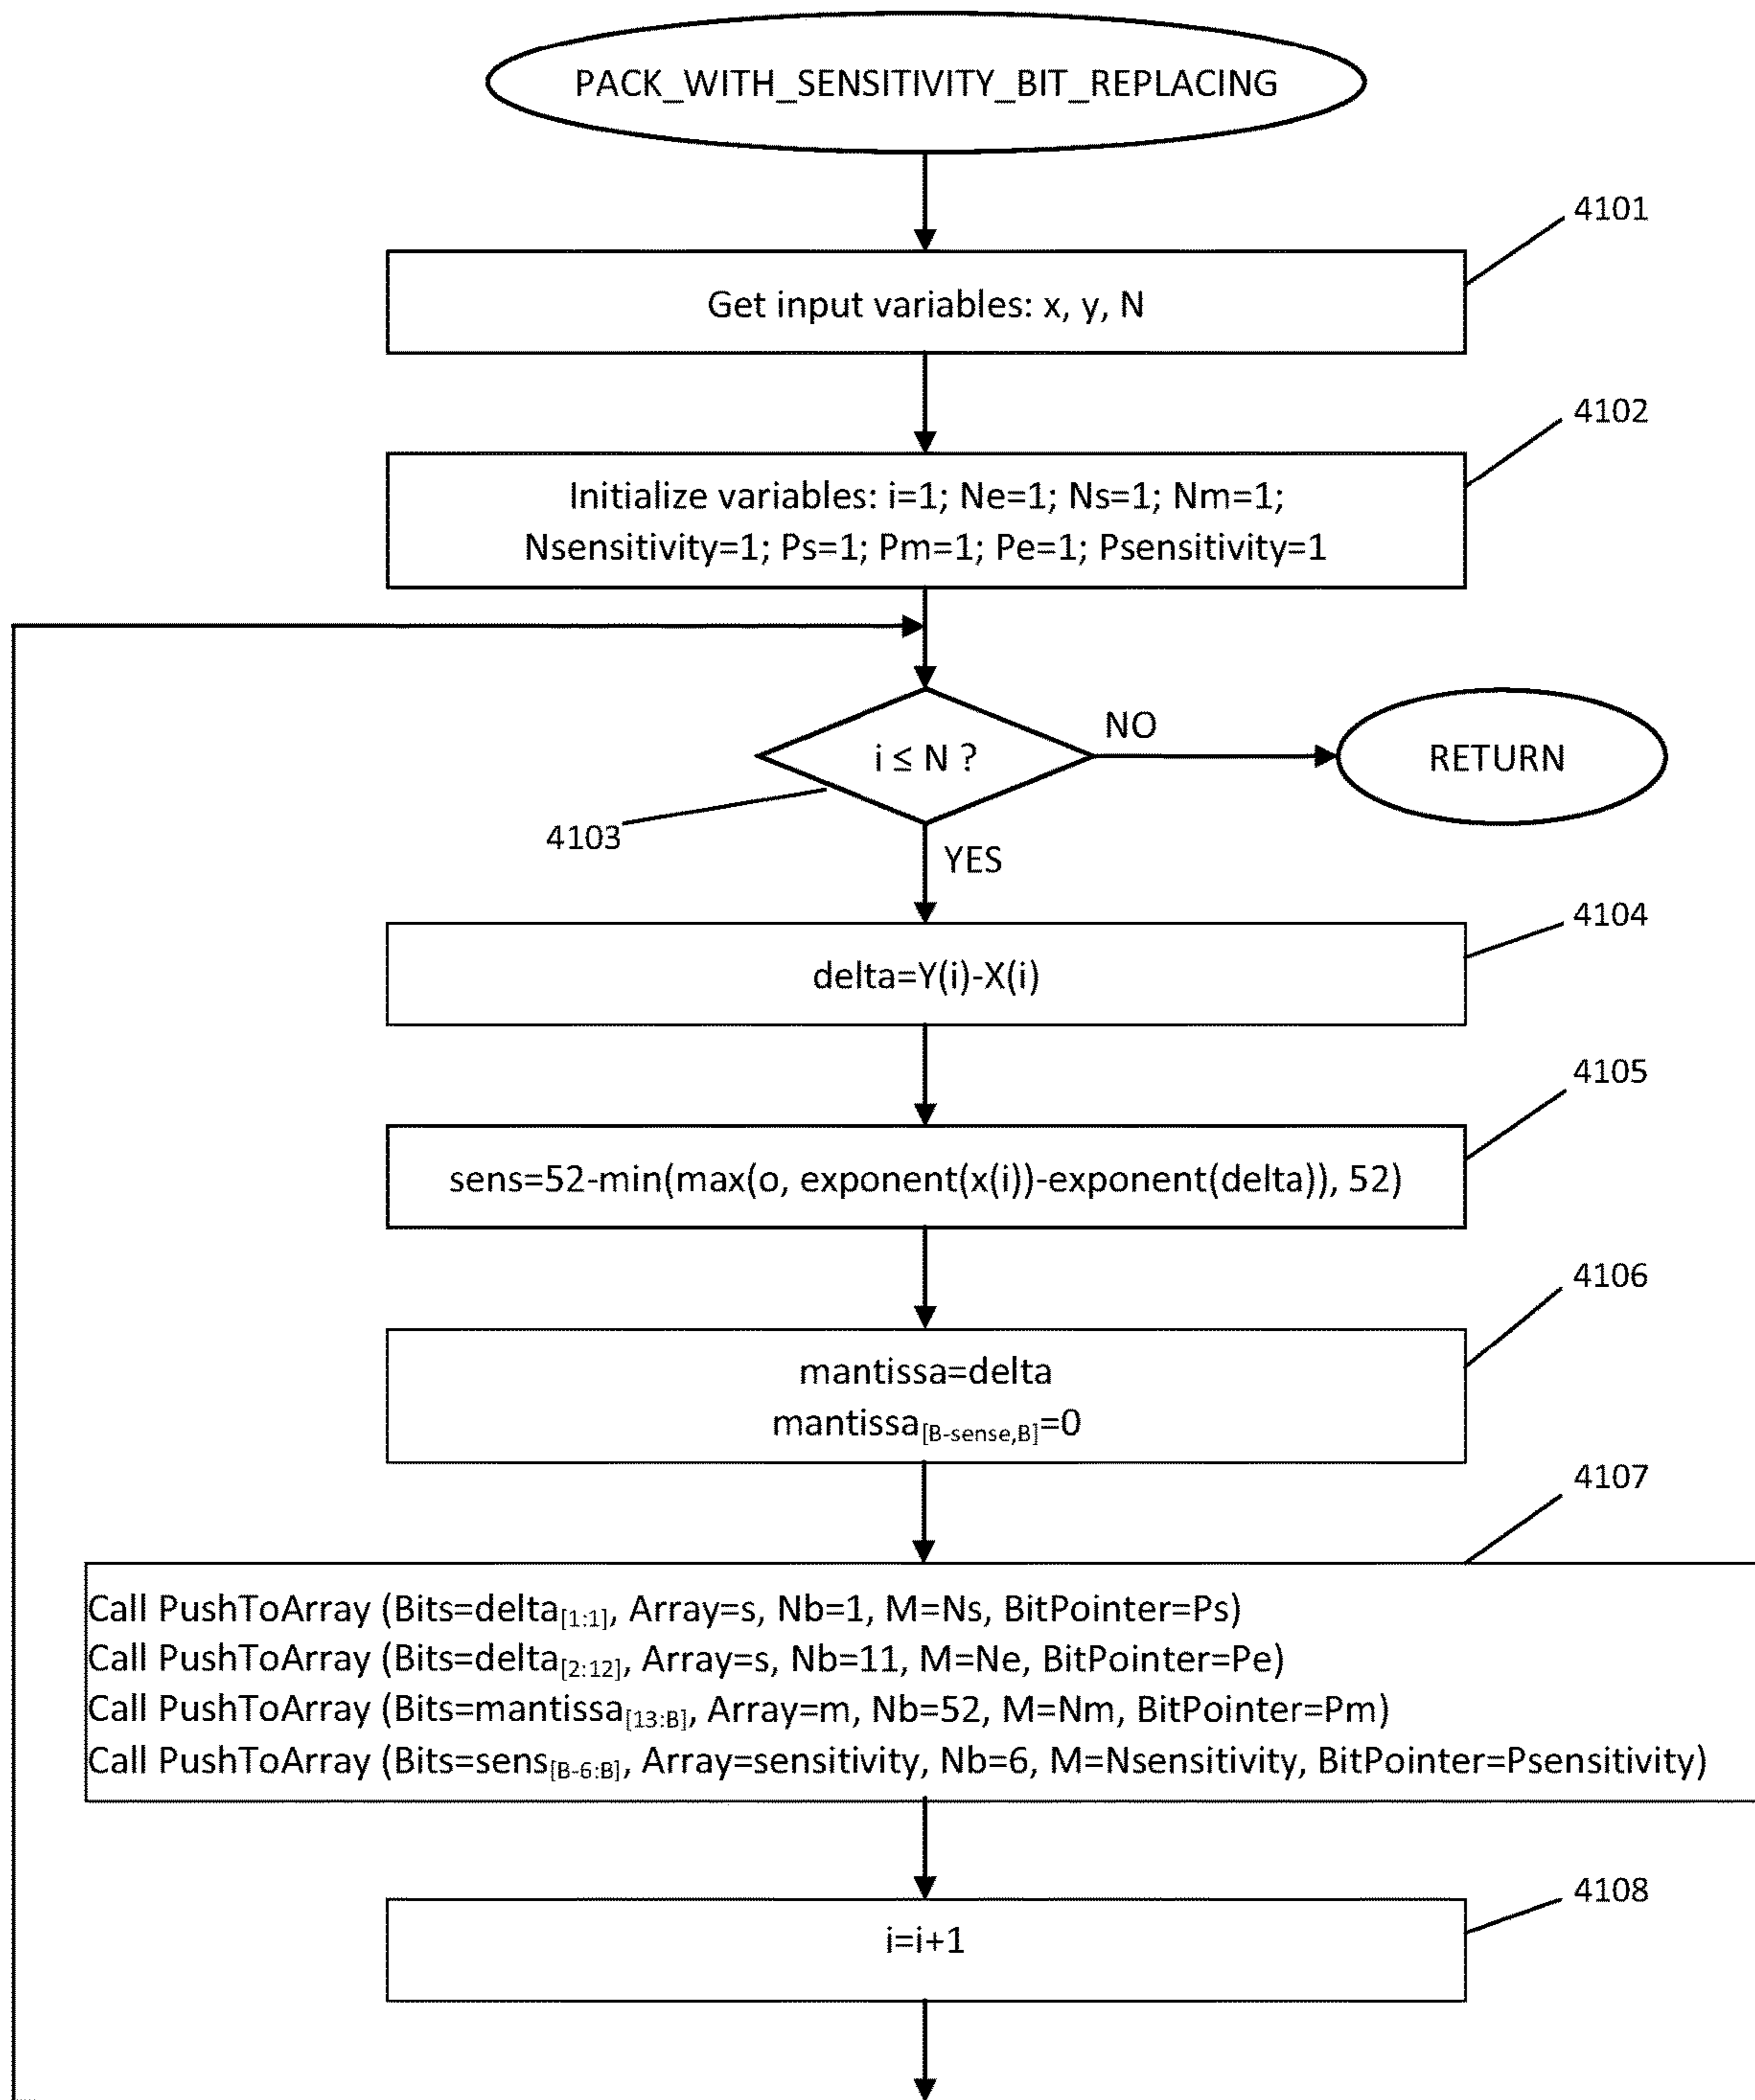 PACK_WITH_SENSITIVITY_BIT_REPLACING
4101
Get input variables: x, y, N
4102
Initialize variables: i=1; Ne=1; Ns=1; Nm=1;
Nsensitivity=1; Ps=1; Pm=1; Pe=1; Psensitivity=1
i ≤ N ?
NO
RETURN
4103
YES
4104
delta=Y(i)-X(i)
4105
sens=52-min(max(o, exponent(x(i))-exponent(delta)), 52)
4106
mantissa=delta
mantissa[B-sense,B]=0
4107
Call PushToArray (Bits=delta[1:1], Array=s, Nb=1, M=Ns, BitPointer=Ps)
Call PushToArray (Bits=delta[2:12], Array=s, Nb=11, M=Ne, BitPointer=Pe)
Call PushToArray (Bits=mantissa[13:B], Array=m, Nb=52, M=Nm, BitPointer=Pm)
Call PushToArray (Bits=sens[B-6:B], Array=sensitivity, Nb=6, M=Nsensitivity, BitPointer=Psensitivity)
4108
i=i+1